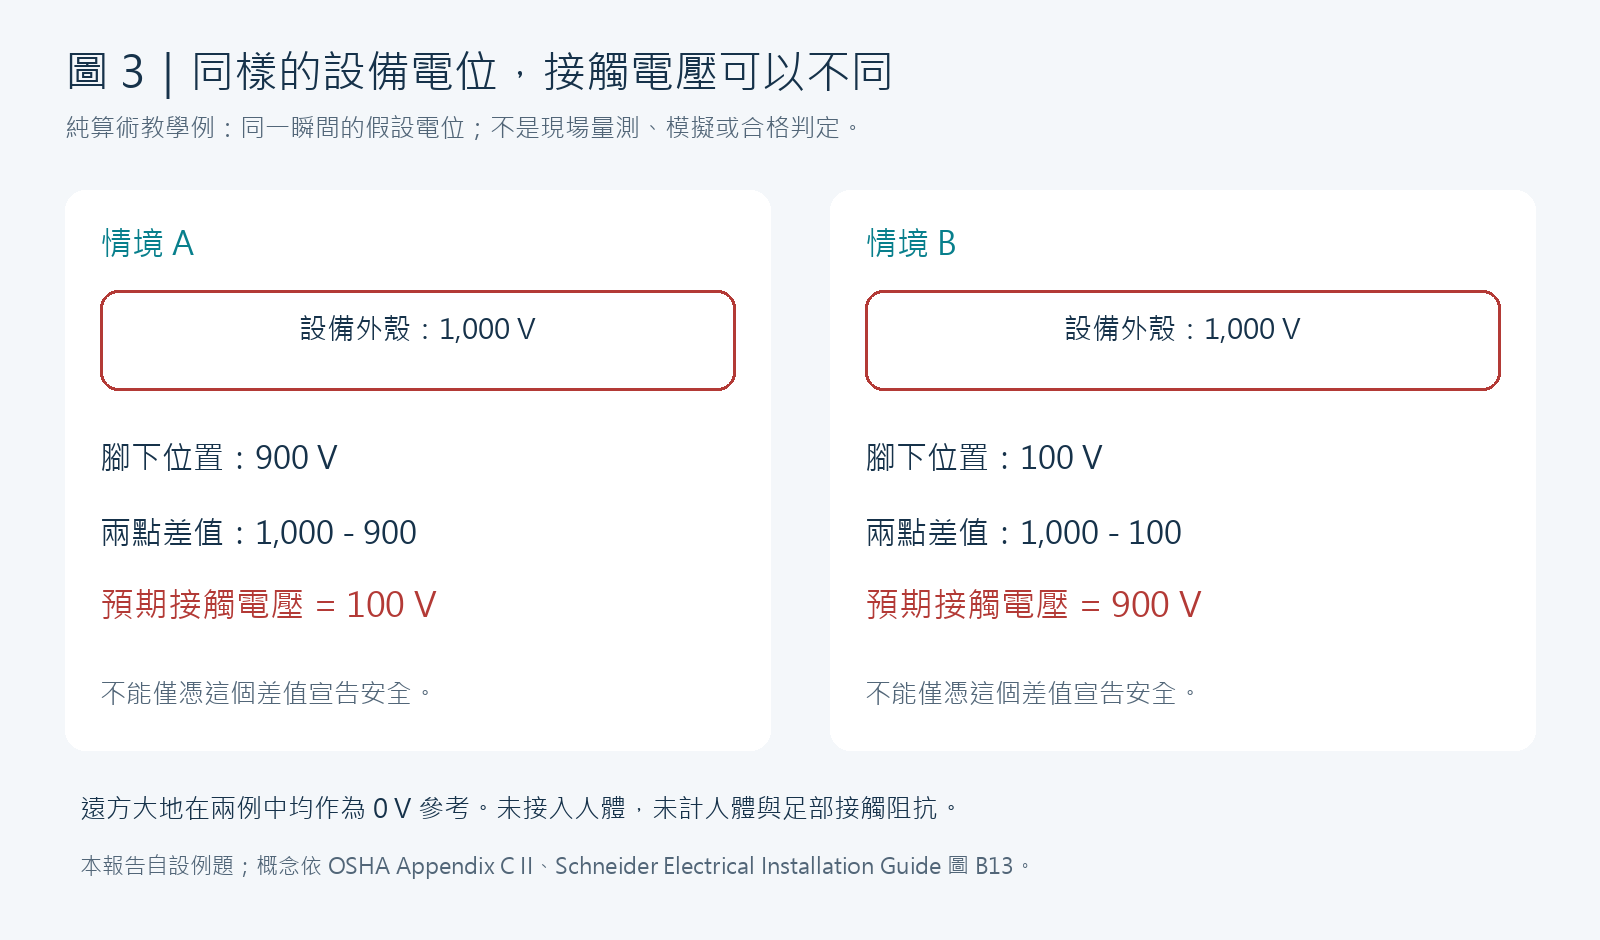 圖 3 | 同樣的設備電位，接觸電壓可以不同
純算術教學例：同一瞬間的假設電位；不是現場量測、模擬或合格判定。
情境 A
設備外殼：1,000 V
腳下位置：900 V
兩點差值：1,000 - 900
預期接觸電壓 = 100 V
不能僅憑這個差值宣告安全。
情境 B
設備外殼：1,000 V
腳下位置：100 V
兩點差值：1,000 - 100
預期接觸電壓 = 900 V
不能僅憑這個差值宣告安全。
遠方大地在兩例中均作為 0 V 參考。未接入人體，未計人體與足部接觸阻抗。
本報告自設例題；概念依 OSHA Appendix C II、Schneider Electrical Installation Guide 圖 B13。